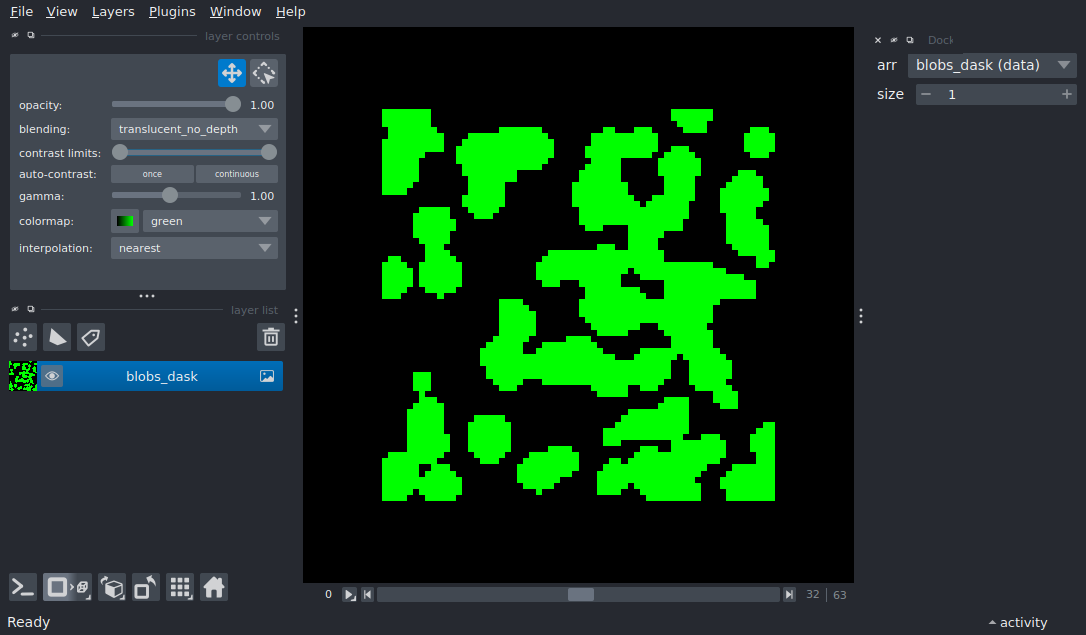 File View Layers Plugins Window Help
layer controls
opacity: 1.00
blending: translucent_no_depth
contrast limits:
auto-contrast: once continuous
gamma: 1.00
colormap: green
interpolation: nearest
layer list
blobs_dask
Dock
arr blobs_dask (data)
size 1
0 32 63
Ready activity